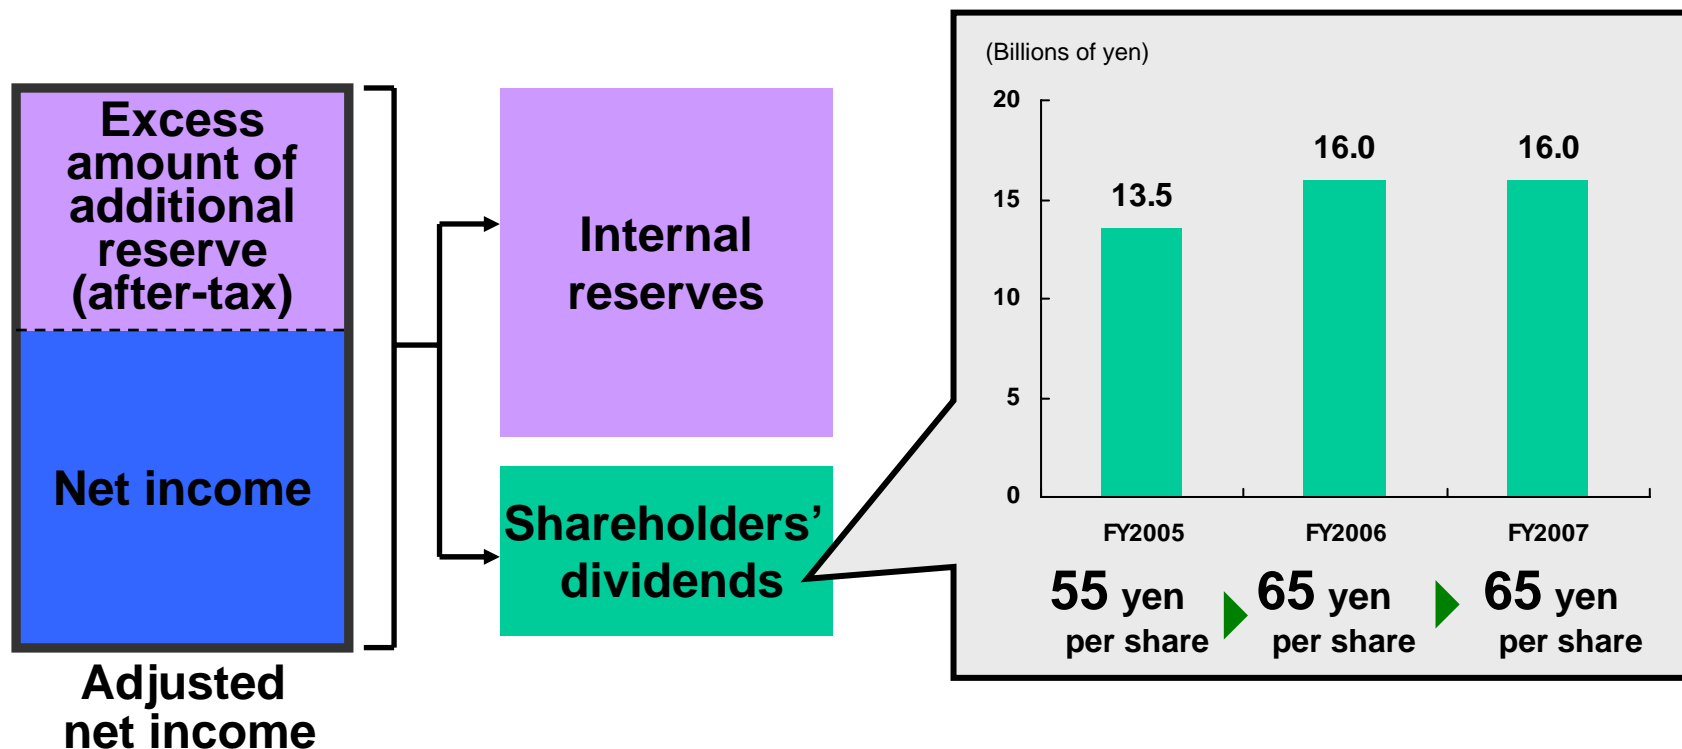 Excess
amount of
additional
reserve
(after-tax)
Net income
Adjusted
net income
Internal
reserves
Shareholders’
dividends
(Billions of yen)
20
15
10
5
0
13.5
16.0
16.0
FY2005
FY2006
FY2007
55 yen
per share
65 yen
per share
65 yen
per share